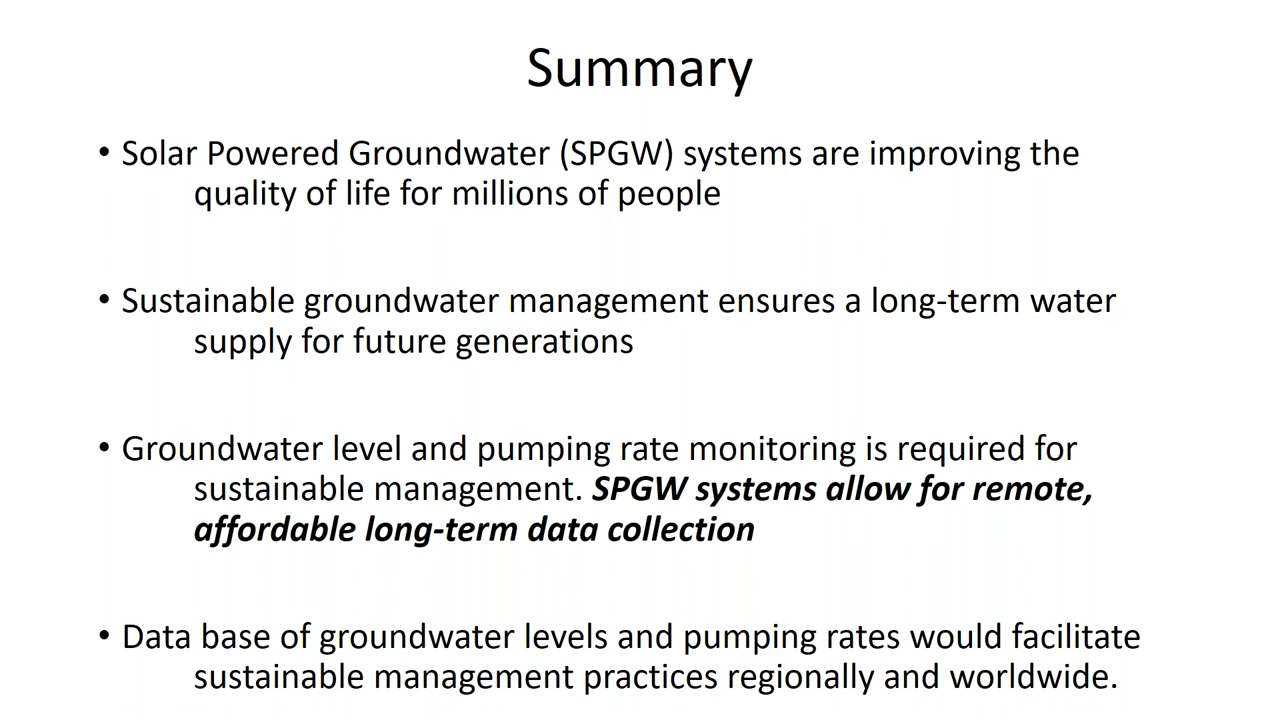 Summary
• Solar Powered Groundwater (SPGW) systems are improving the
quality of life for millions of people
• Sustainable groundwater management ensures a long-term water
supply for future generations
• Groundwater level and pumping rate monitoring is required for
sustainable management. SPGW systems allow for remote,
affordable long-term data collection
• Data base of groundwater levels and pumping rates would facilitate
sustainable management practices regionally and worldwide.